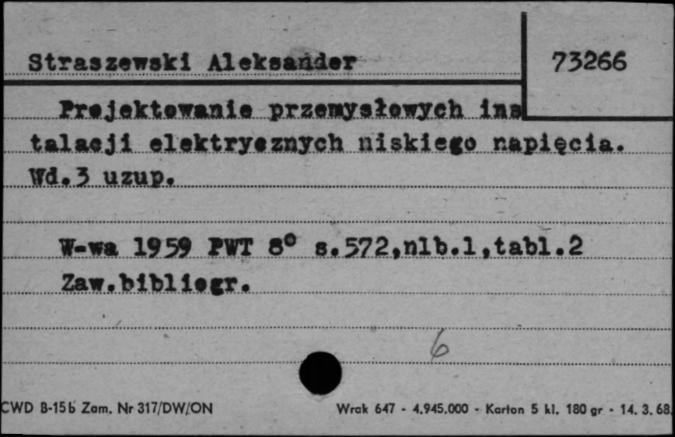 Straszewski Aleksander
73266
Projektowanie przemysłowych ins
talacji elektrycznych niskiego napięcia.
Wd.3 uzup.
W-wa 1959 PWT 8° s.572,nlb.1,tabl.2
Zaw.bibliogr.
6
CWD B-15b Zam. Nr 317/DW/ON
Wrak 647 - 4.945.000 - Karton 5 kl. 180 gr - 14. 3. 68.